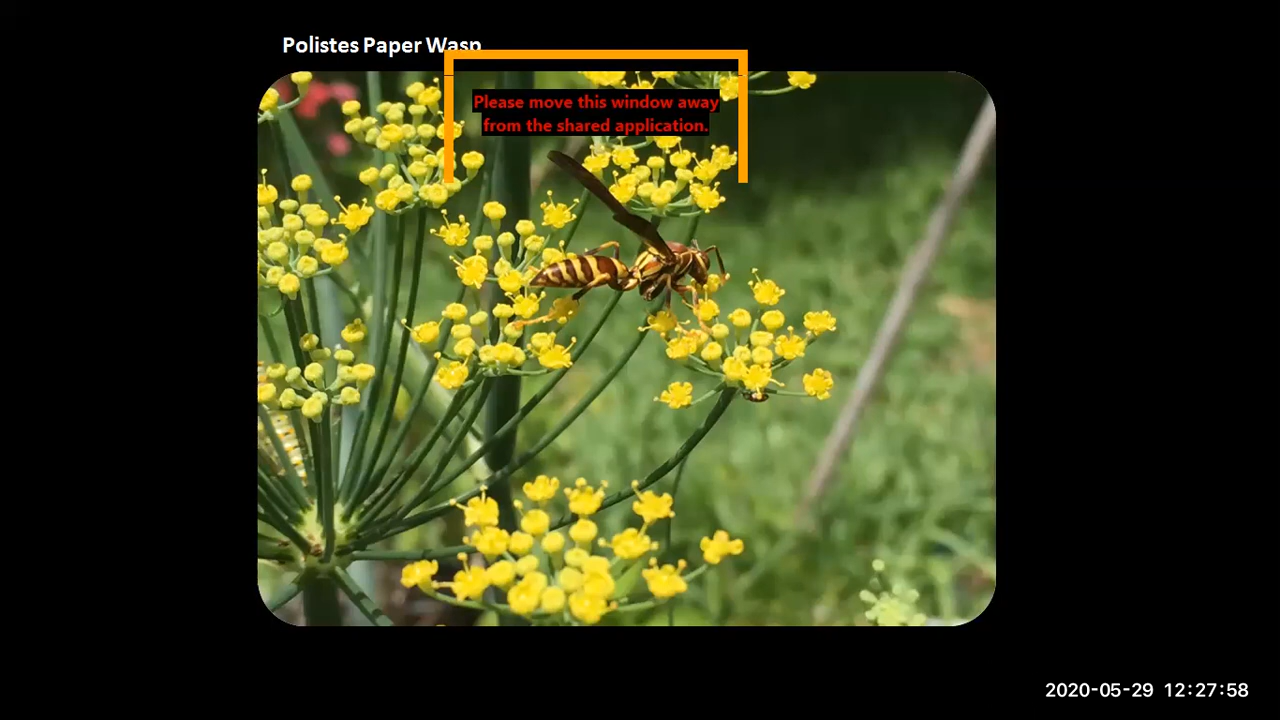 Polistes Paper Wasp
Please move this window away
from the shared application.
2020-05-29 12:27:58